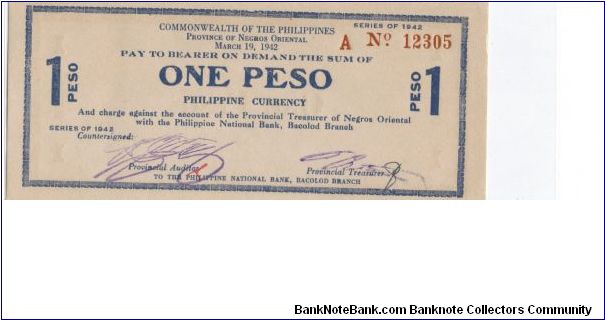 SERIES OF 1942
COMMONWEALTH OF THE PHILIPPINES
PROVINCE OF NEGROS ORIENTAL
MARCH 19, 1942
A No 12305
PAY TO BEARER ON DEMAND THE SUM OF
1 PESO ONE PESO PESO 1
PHILIPPINE CURRENCY
And charge against the account of the Provincial Treasurer of Negros Oriental
with the Philippine National Bank, Bacolod Branch
SERIES OF 1942
Countersigned:
Provincial Auditor Provincial Treasurer
TO THE PHILIPPINE NATIONAL BANK, BACOLOD BRANCH
BankNoteBank.com Banknote Collectors Community